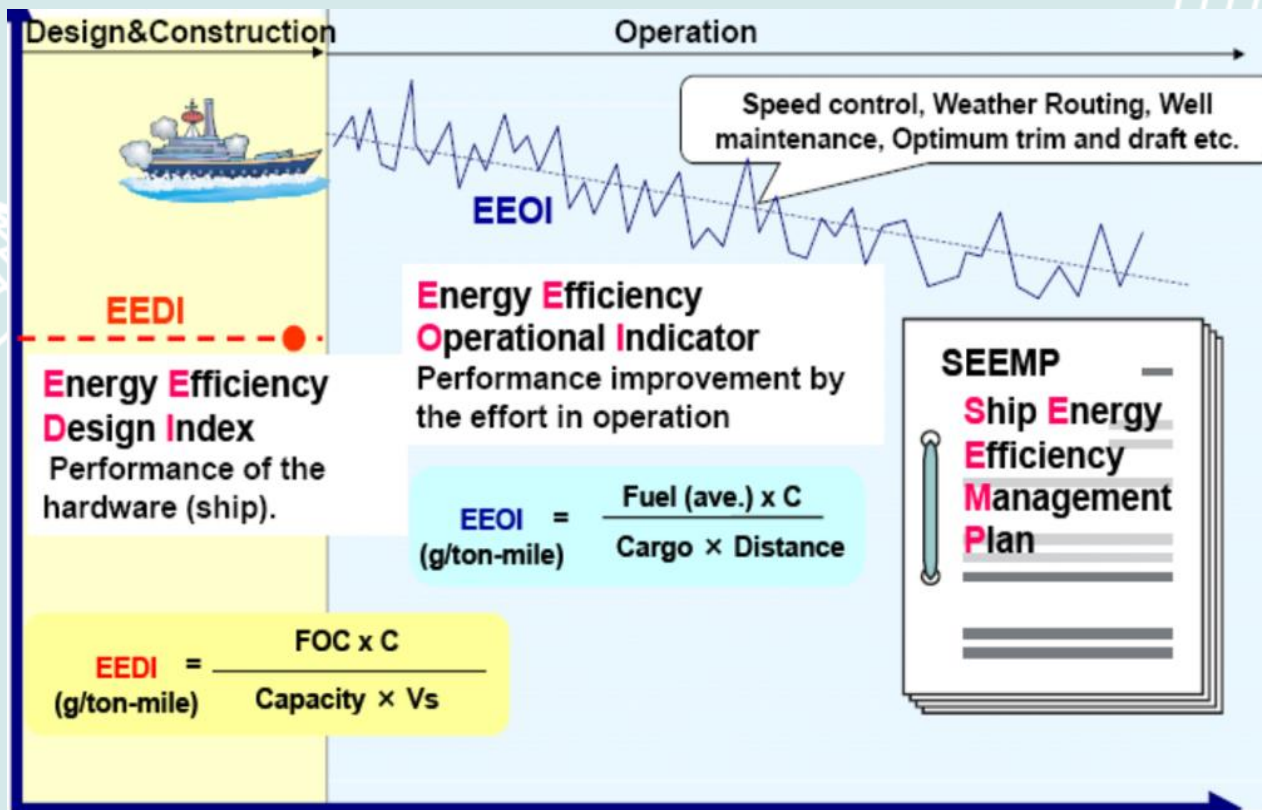 Design&Construction
Operation
Speed control, Weather Routing, Well
maintenance, Optimum trim and draft etc.
EEOI
EEDI
Energy Efficiency
Design Index
Performance of the
hardware (ship).
Energy Efficiency
Operational Indicator
Performance improvement by
the effort in operation
EEOI = Fuel (ave.) x C
(g/ton-mile) Cargo × Distance
EEDI = FOC x C
(g/ton-mile) Capacity × Vs
SEEMP
Ship Energy
Efficiency
Management
Plan